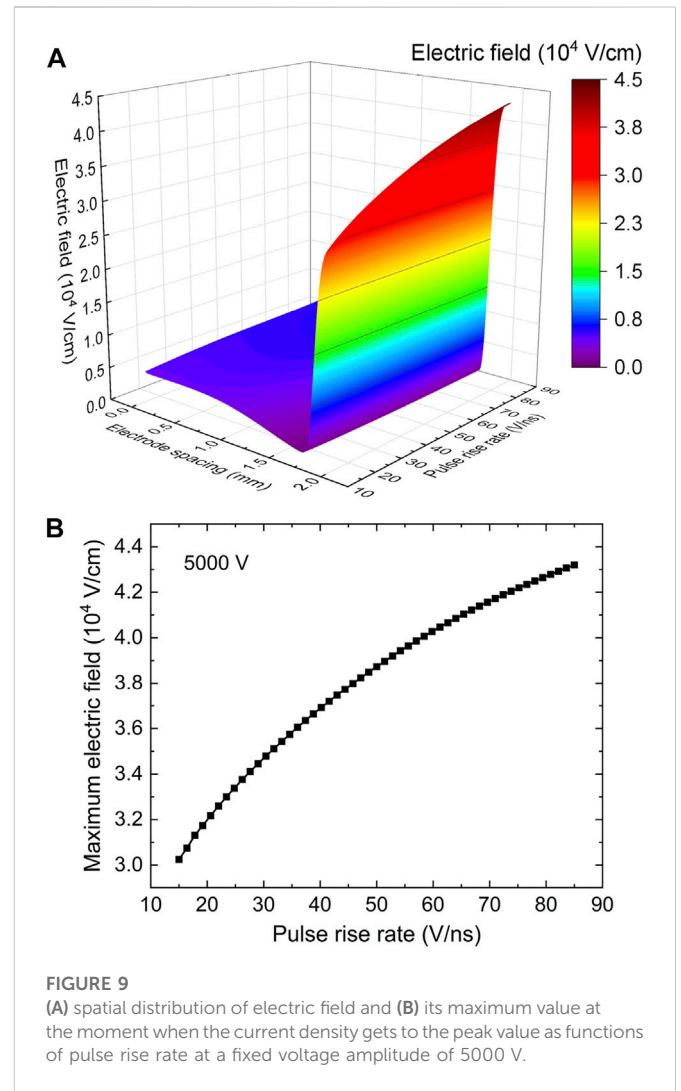 A
Electric field (10⁴ V/cm)
4.5
3.8
3.0
2.3
1.5
0.8
0.0
4.5
4.0
3.5
3.0
2.5
2.0
1.5
1.0
0.5
0.0
Electric field (10⁴ V/cm)
0.0
0.5
1.0
1.5
2.0
Electrode spacing (mm)
10
20
30
40
50
60
70
80
90
Pulse rise rate (V/ns)
B
5000 V
4.4
4.2
4.0
3.8
3.6
3.4
3.2
3.0
Maximum electric field (10⁴ V/cm)
10 20 30 40 50 60 70 80 90
Pulse rise rate (V/ns)
FIGURE 9
(A) spatial distribution of electric field and (B) its maximum value at
the moment when the current density gets to the peak value as functions
of pulse rise rate at a fixed voltage amplitude of 5000 V.